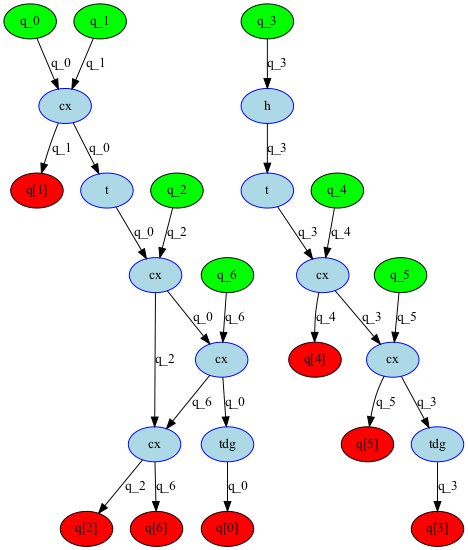 q_0 q_1 q_3
q_0 q_1 q_3
cx h
q_1 q_0 q_3
q[1] t q_2 t q_4
q_0 q_2 q_3 q_4
cx q_6 cx q_5
q_0 q_6 q_4 q_3 q_5
q_2 cx q[4] cx
q_6 q_0 q_5 q_3
cx tdg q[5] tdg
q_2 q_6 q_0 q_3
q[2] q[6] q[0] q[3]